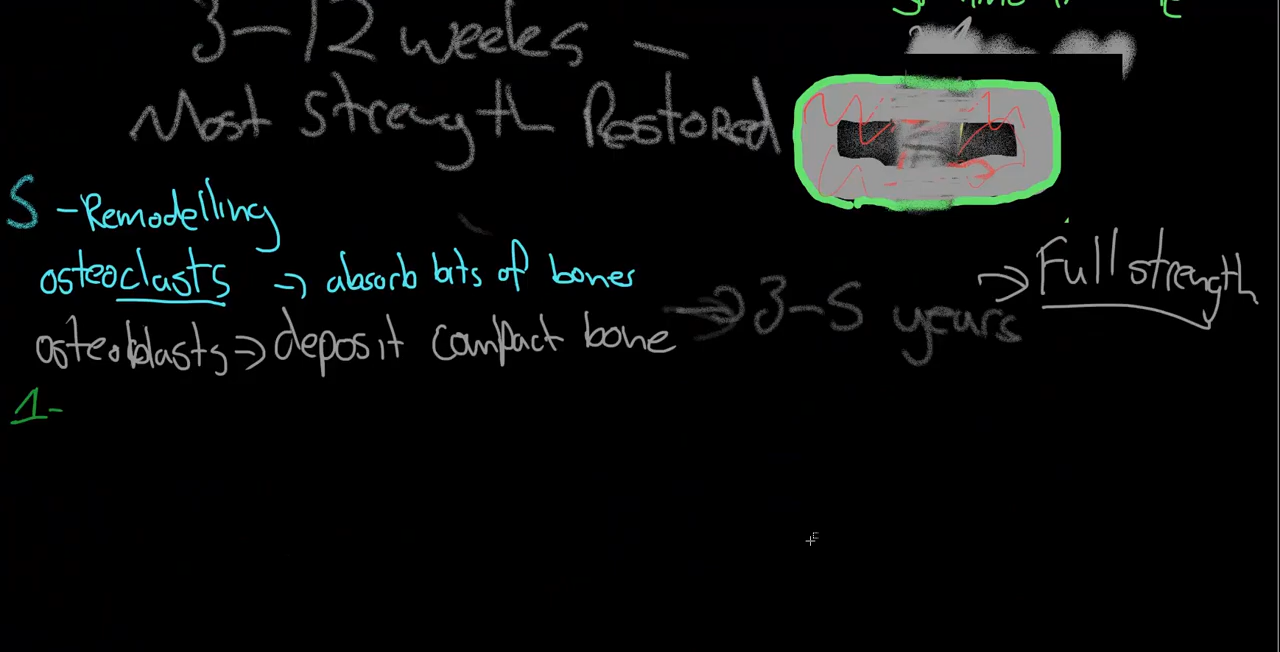 3-12 weeks -
Most Strength Restored
5 - Remodelling
osteoclasts → absorb bits of bones
osteoblasts → deposit compact bone → 3-5 years → Full strength
1-